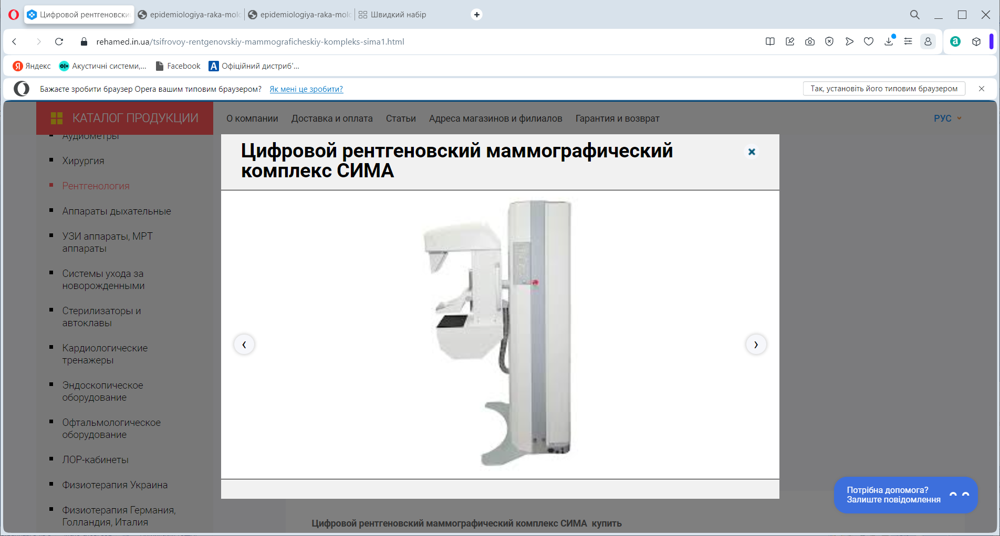 Цифровой рентгеновский
epidemiologiya-raka-molo
epidemiologiya-raka-molo
Швидкий набір
rehamed.in.ua/tsifrovoy-rentgenovskiy-mammograficheskiy-kompleks-sima1.html
Яндекс
Акустичні системи,...
Facebook
Офіційний дистриб'...
Бажаєте зробити браузер Opera вашим типовим браузером?
Як мені це зробити?
Так, установіть його типовим браузером
КАТАЛОГ ПРОДУКЦИИ
О компании
Доставка и оплата
Статьи
Адреса магазинов и филиалов
Гарантия и возврат
РУС
Аудиометры
Хирургия
Рентгенология
Аппараты дыхательные
УЗИ аппараты, МРТ
аппараты
Системы ухода за
новорожденными
Стерилизаторы и
автоклавы
Кардиологические
тренажеры
Эндоскопическое
оборудование
Офтальмологическое
оборудование
ЛОР-кабинеты
Физиотерапия Украина
Физиотерапия Германия,
Голландия, Италия
Цифровой рентгеновский маммографический
комплекс СИМА
Потрібна допомога?
Залиште повідомлення
Цифровой рентгеновский маммографический комплекс СИМА купить